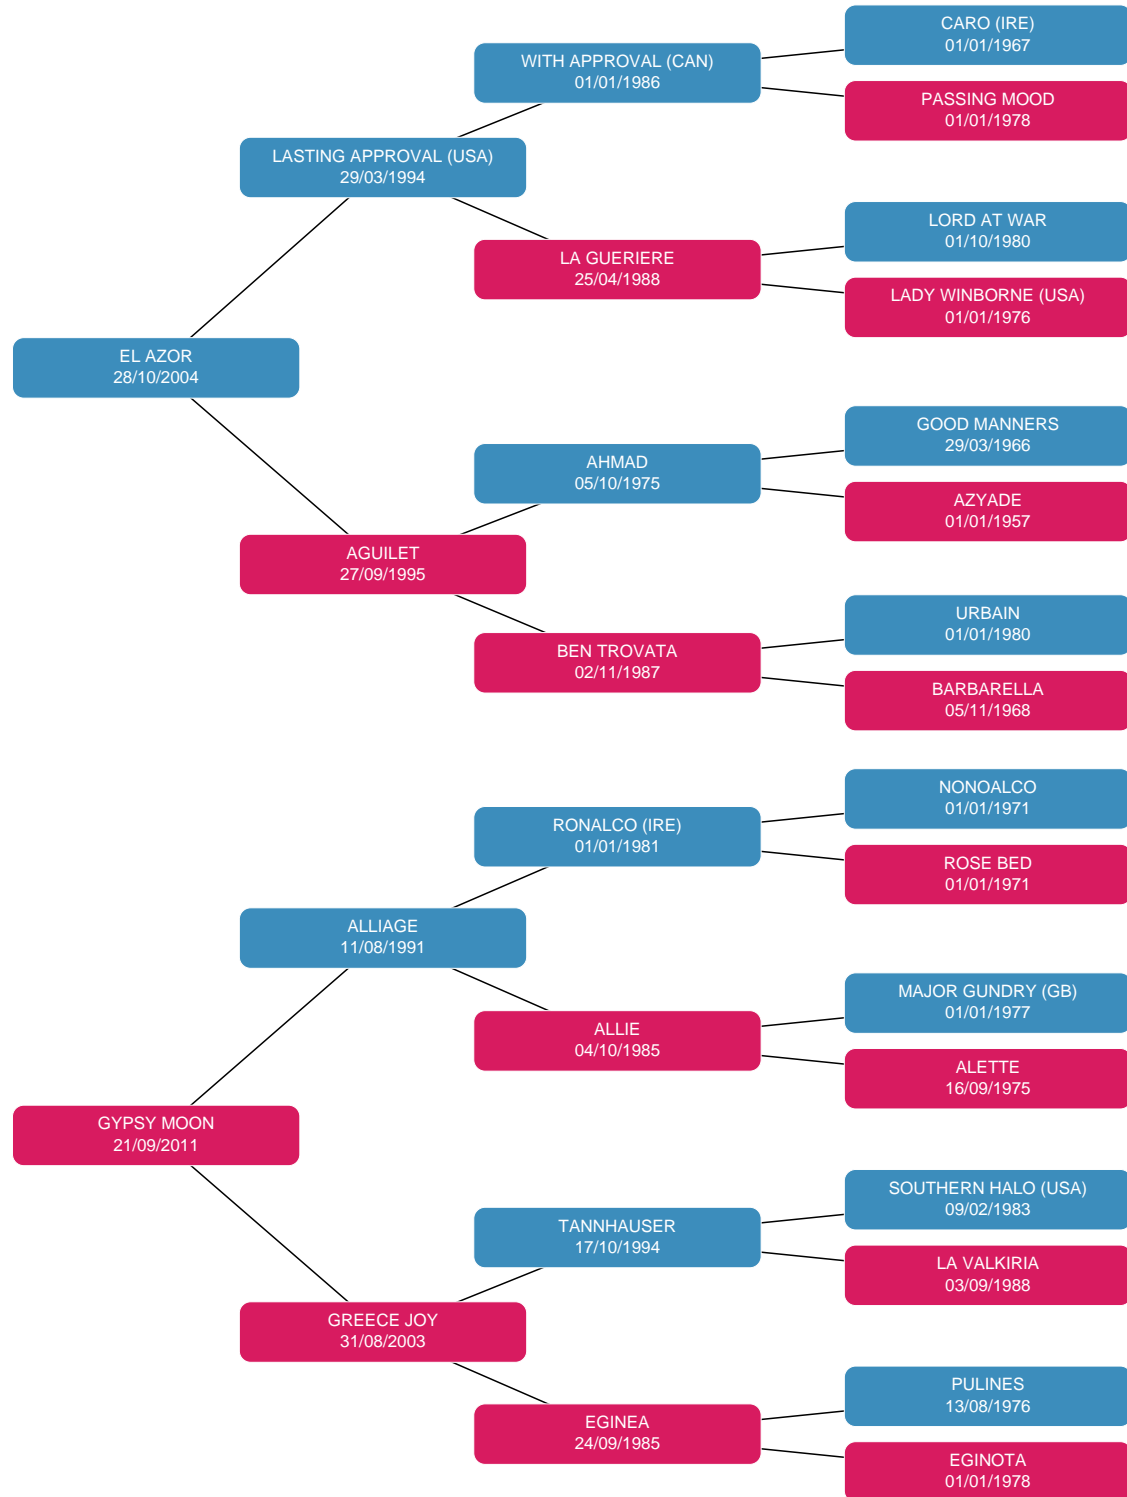 CARO (IRE)
01/01/1967
WITH APPROVAL (CAN)
01/01/1986
PASSING MOOD
01/01/1978
LASTING APPROVAL (USA)
29/03/1994
LORD AT WAR
01/10/1980
LA GUERIERE
25/04/1988
LADY WINBORNE (USA)
01/01/1976
EL AZOR
28/10/2004
GOOD MANNERS
29/03/1966
AHMAD
05/10/1975
AZYADE
01/01/1957
AGUILET
27/09/1995
URBAIN
01/01/1980
BEN TROVATA
02/11/1987
BARBARELLA
05/11/1968
NONOALCO
01/01/1971
RONALCO (IRE)
01/01/1981
ROSE BED
01/01/1971
ALLIAGE
11/08/1991
MAJOR GUNDRY (GB)
01/01/1977
ALLIE
04/10/1985
ALETTE
16/09/1975
GYPSY MOON
21/09/2011
SOUTHERN HALO (USA)
09/02/1983
TANNHAUSER
17/10/1994
LA VALKIRIA
03/09/1988
GREECE JOY
31/08/2003
PULINES
13/08/1976
EGINEA
24/09/1985
EGINOTA
01/01/1978